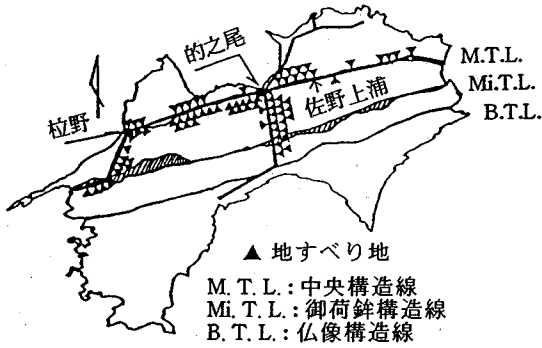 的之尾
M.T.L.
Mi.T.L.
佐野上浦
B.T.L.
柆野
▲ 地すべり地
M. T. L. : 中央構造線
Mi. T. L. : 御荷鉾構造線
B. T. L. : 仏像構造線